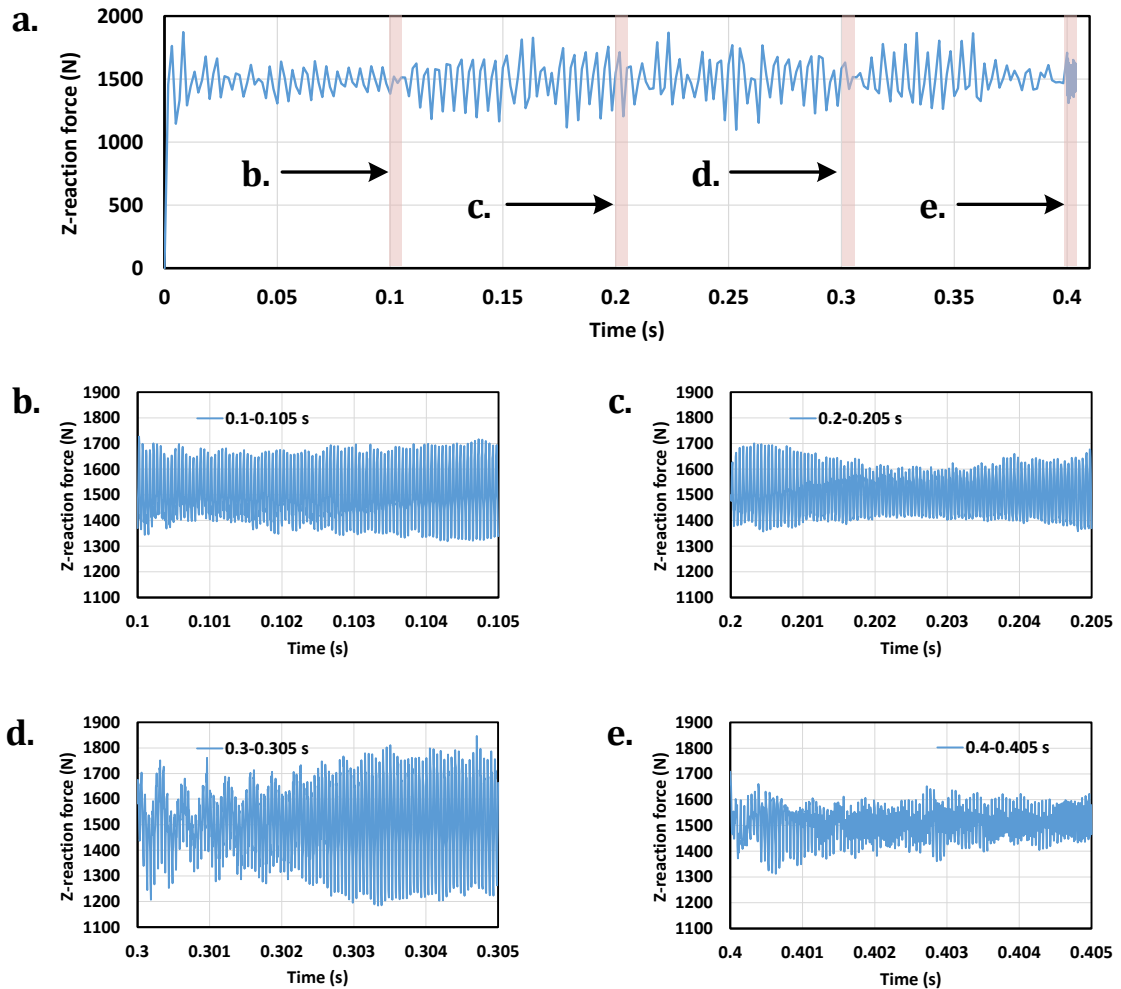 a.
Z-reaction force (N)
2000
1500
1000
500
0
b.
c.
d.
e.
0 0.05 0.1 0.15 0.2 0.25 0.3 0.35 0.4
Time (s)
b.
Z-reaction force (N)
1900
1800
1700
1600
1500
1400
1300
1200
1100
0.1-0.105 s
0.1 0.101 0.102 0.103 0.104 0.105
Time (s)
c.
Z-reaction force (N)
1900
1800
1700
1600
1500
1400
1300
1200
1100
0.2-0.205 s
0.2 0.201 0.202 0.203 0.204 0.205
Time (s)
d.
Z-reaction force (N)
1900
1800
1700
1600
1500
1400
1300
1200
1100
0.3-0.305 s
0.3 0.301 0.302 0.303 0.304 0.305
Time (s)
e.
Z-reaction force (N)
1900
1800
1700
1600
1500
1400
1300
1200
1100
0.4-0.405 s
0.4 0.401 0.402 0.403 0.404 0.405
Time (s)